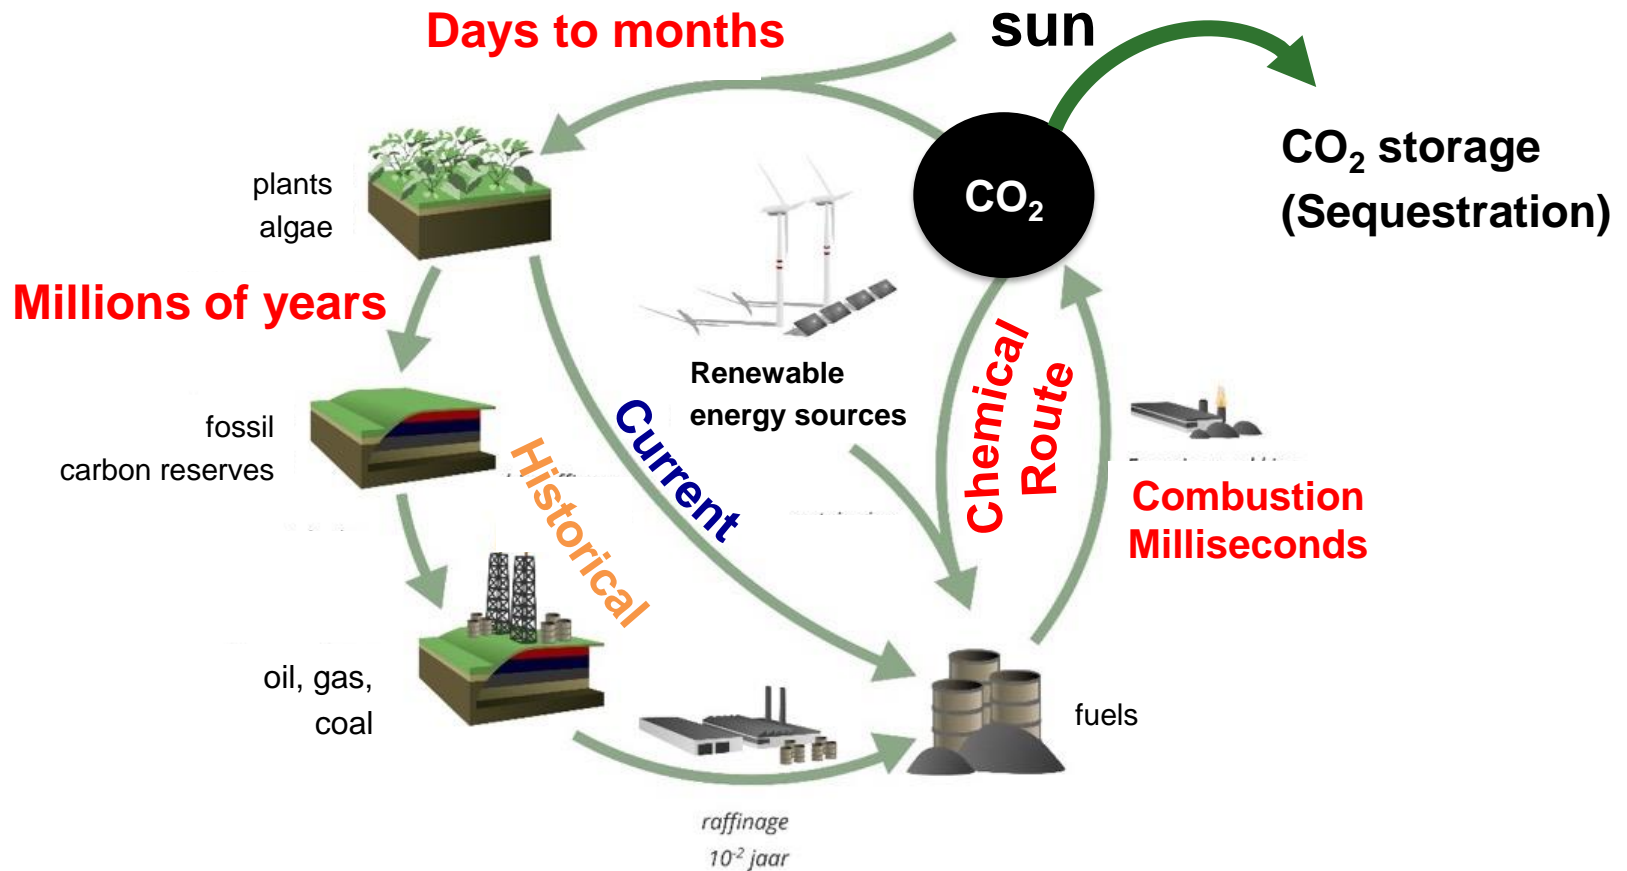 Days to months
sun
CO₂ storage
(Sequestration)
CO₂
plants
algae
Millions of years
Renewable
energy sources
fossil
carbon reserves
Historical
Current
Chemical
Route
Combustion
Milliseconds
oil, gas,
coal
fuels
raffinage
10⁻² jaar